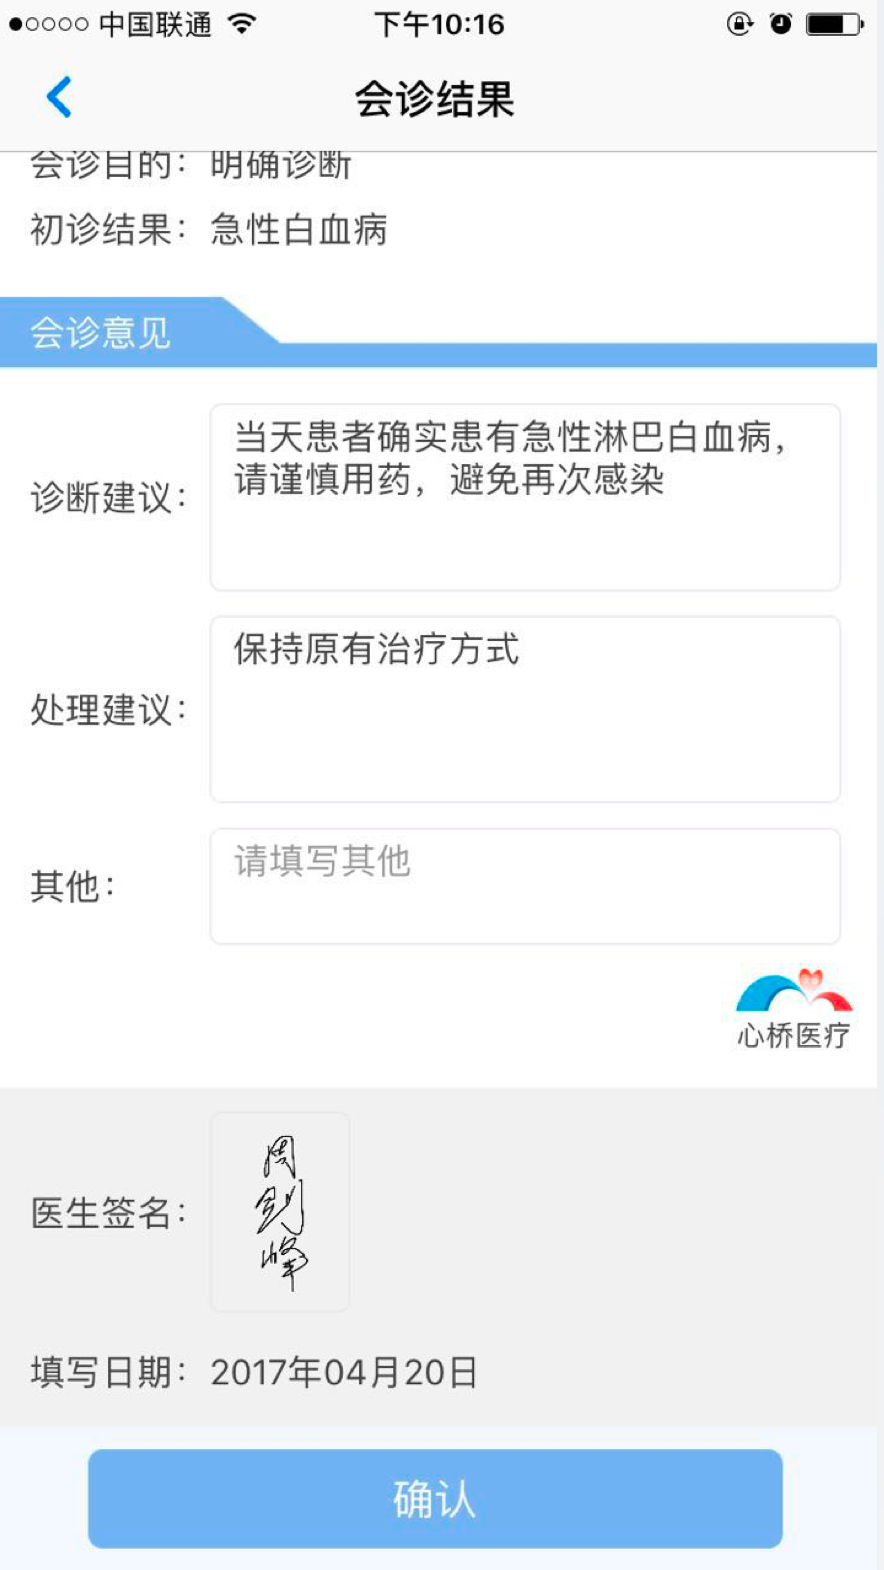 中国联通 下午10:16
会诊结果
会诊目的：明确诊断
初诊结果：急性白血病
会诊意见
诊断建议：
当天患者确实患有急性淋巴白血病，
请谨慎用药，避免再次感染
处理建议：
保持原有治疗方式
其他：
请填写其他
心桥医疗
医生签名：
周剑峰
填写日期：2017年04月20日
确认